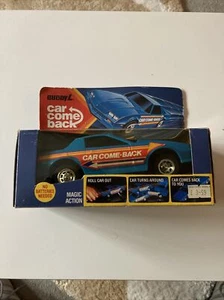 car
come
back
CAR COME-BACK
CAR COME-BACK
NO
BATTERIES
NEEDED
MAGIC
ACTION
ROLL CAR OUT
CAR TURNS AROUND
CAR COMES BACK
TO YOU